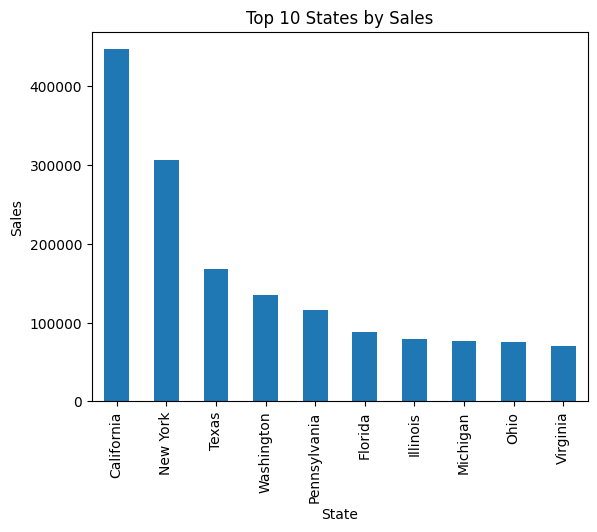 Top 10 States by Sales
400000
300000
200000
100000
0
Sales
California
New York
Texas
Washington
Pennsylvania
Florida
Illinois
Michigan
Ohio
Virginia
State